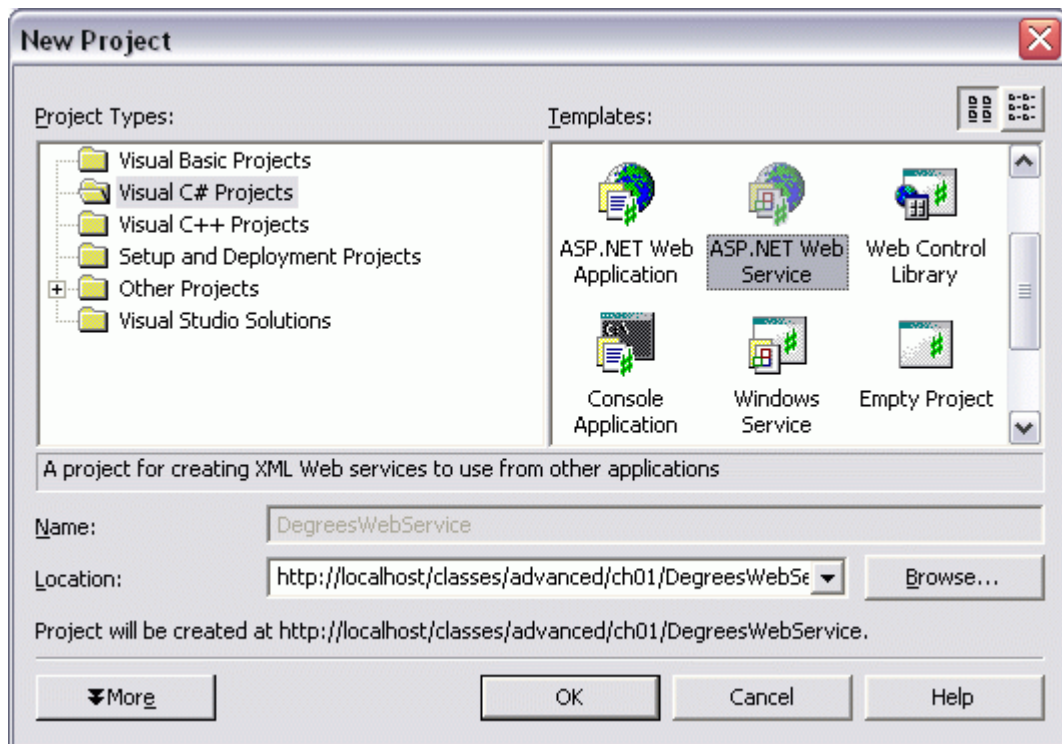 New Project
Project Types:
Templates:
Visual Basic Projects
Visual C# Projects
Visual C++ Projects
Setup and Deployment Projects
Other Projects
Visual Studio Solutions
ASP.NET Web
Application
ASP.NET Web
Service
Web Control
Library
Console
Application
Windows
Service
Empty Project
A project for creating XML Web services to use from other applications
Name:
DegreesWebService
Location:
http://localhost/classes/advanced/ch01/DegreesWebSe
Browse...
Project will be created at http://localhost/classes/advanced/ch01/DegreesWebService.
More
OK
Cancel
Help